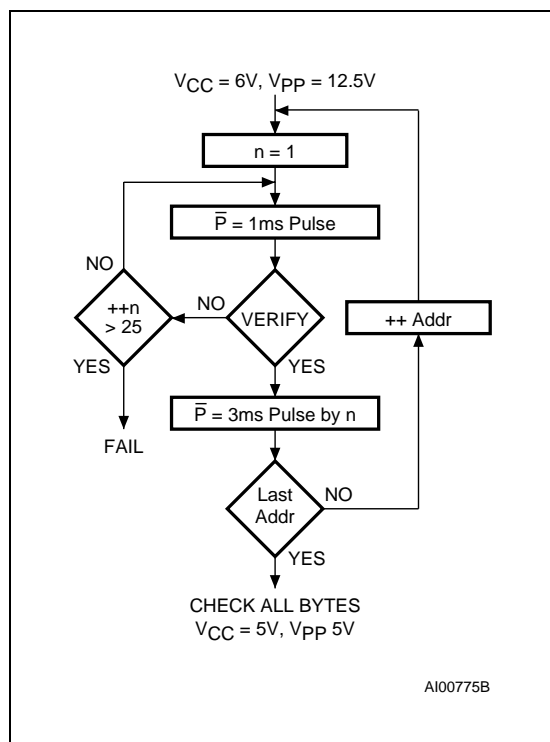 VCC = 6V, VPP = 12.5V
n = 1
P̅ = 1ms Pulse
NO
++n
> 25
NO
VERIFY
++ Addr
YES
YES
P̅ = 3ms Pulse by n
FAIL
Last
Addr
NO
YES
CHECK ALL BYTES
VCC = 5V, VPP 5V
AI00775B